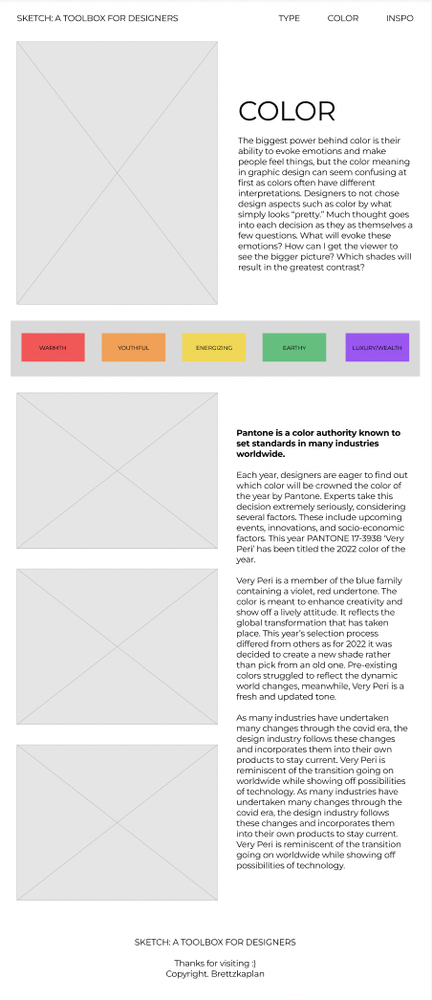 SKETCH: A TOOLBOX FOR DESIGNERS
TYPE COLOR INSPO
COLOR
The biggest power behind color is their
ability to evoke emotions and make
people feel things, but the color meaning
in graphic design can seem confusing at
first as colors often have different
interpretations. Designers to not chose
design aspects such as color by what
simply looks “pretty.” Much thought goes
into each decision as they as themselves a
few questions. What will evoke these
emotions? How can I get the viewer to
see the bigger picture? Which shades will
result in the greatest contrast?
WARMTH
YOUTHFUL
ENERGIZING
EARTHY
LUXURY/WEALTH
Pantone is a color authority known to
set standards in many industries
worldwide.
Each year, designers are eager to find out
which color will be crowned the color of
the year by Pantone. Experts take this
decision extremely seriously, considering
several factors. These include upcoming
events, innovations, and socio-economic
factors. This year PANTONE 17-3938 ‘Very
Peri’ has been titled the 2022 color of the
year.
Very Peri is a member of the blue family
containing a violet, red undertone. The
color is meant to enhance creativity and
show off a lively attitude. It reflects the
global transformation that has taken
place. This year’s selection process
differed from others as for 2022 it was
decided to create a new shade rather
than pick from an old one. Pre-existing
colors struggled to reflect the dynamic
world changes, meanwhile, Very Peri is a
fresh and updated tone.
As many industries have undertaken
many changes through the covid era, the
design industry follows these changes
and incorporates them into their own
products to stay current. Very Peri is
reminiscent of the transition going on
worldwide while showing off possibilities
of technology. As many industries have
undertaken many changes through the
covid era, the design industry follows
these changes and incorporates them
into their own products to stay current.
Very Peri is reminiscent of the transition
going on worldwide while showing off
possibilities of technology.
SKETCH: A TOOLBOX FOR DESIGNERS
Thanks for visiting :)
Copyright. Brettzkaplan